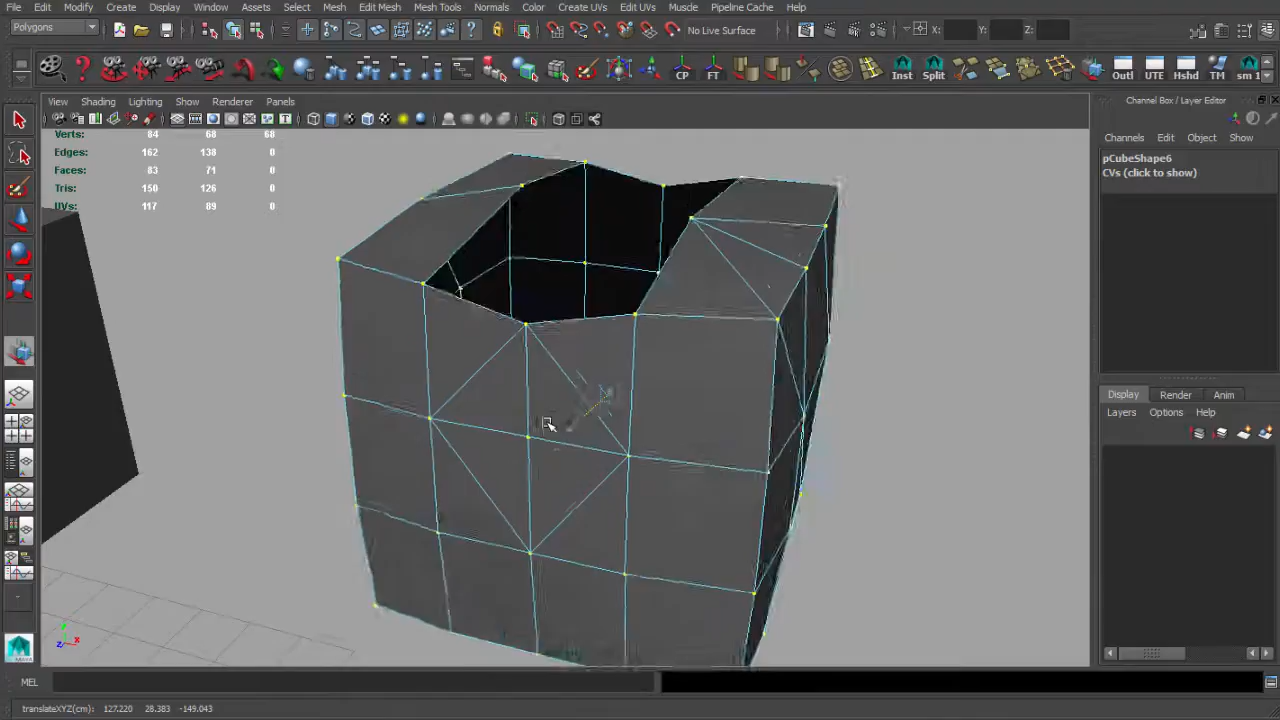 File Edit Modify Create Display Window Assets Select Mesh Edit Mesh Mesh Tools Normals Color Create UVs Edit UVs Muscle Pipeline Cache Help
Polygons No Live Surface X: Y: Z:
CP FT Inst Split Outl UTE Hshd TM sm 1
View Shading Lighting Show Renderer Panels
Channel Box / Layer Editor
Channels Edit Object Show
pCubeShape6
CVs (click to show)
Verts: 84 68 68
Edges: 162 138 0
Faces: 83 71 0
Tris: 150 126 0
UVs: 117 89 0
Display Render Anim
Layers Options Help
MEL
translateXYZ(cm): 127.220 28.383 -149.043